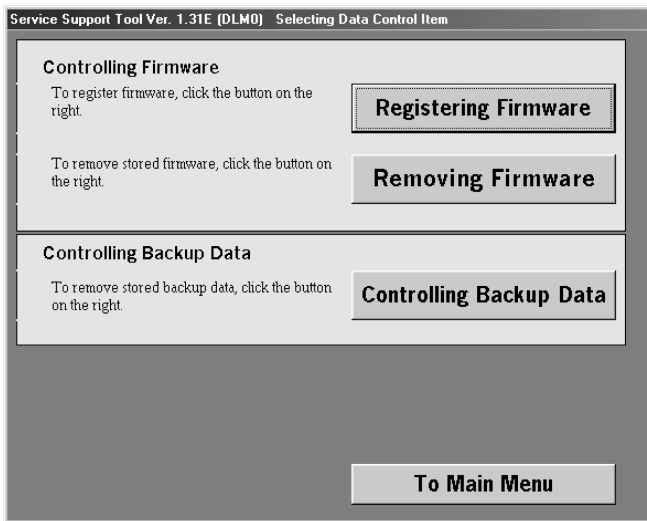 Service Support Tool Ver. 1.31E (DLM0) Selecting Data Control Item
Controlling Firmware
To register firmware, click the button on the
right.
Registering Firmware
To remove stored firmware, click the button on
the right.
Removing Firmware
Controlling Backup Data
To remove stored backup data, click the button
on the right.
Controlling Backup Data
To Main Menu